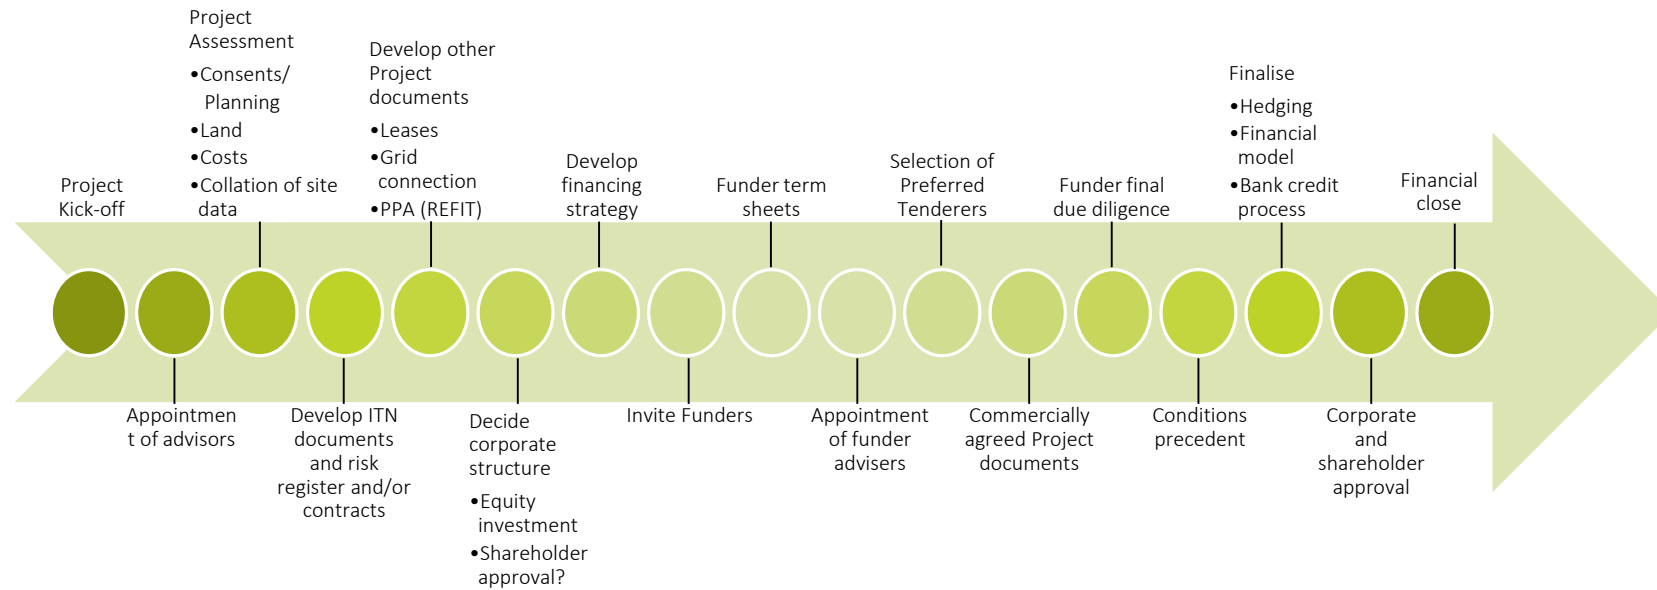 Project
Kick-off
Appointmen
t of advisors
Project
Assessment
•Consents/
Planning
•Land
•Costs
•Collation of site
data
Develop ITN
documents
and risk
register and/or
contracts
Develop other
Project
documents
•Leases
•Grid
connection
•PPA (REFIT)
Decide
corporate
structure
•Equity
investment
•Shareholder
approval?
Develop
financing
strategy
Invite Funders
Funder term
sheets
Appointment
of funder
advisers
Selection of
Preferred
Tenderers
Commercially
agreed Project
documents
Funder final
due diligence
Conditions
precedent
Finalise
•Hedging
•Financial
model
•Bank credit
process
Corporate
and
shareholder
approval
Financial
close